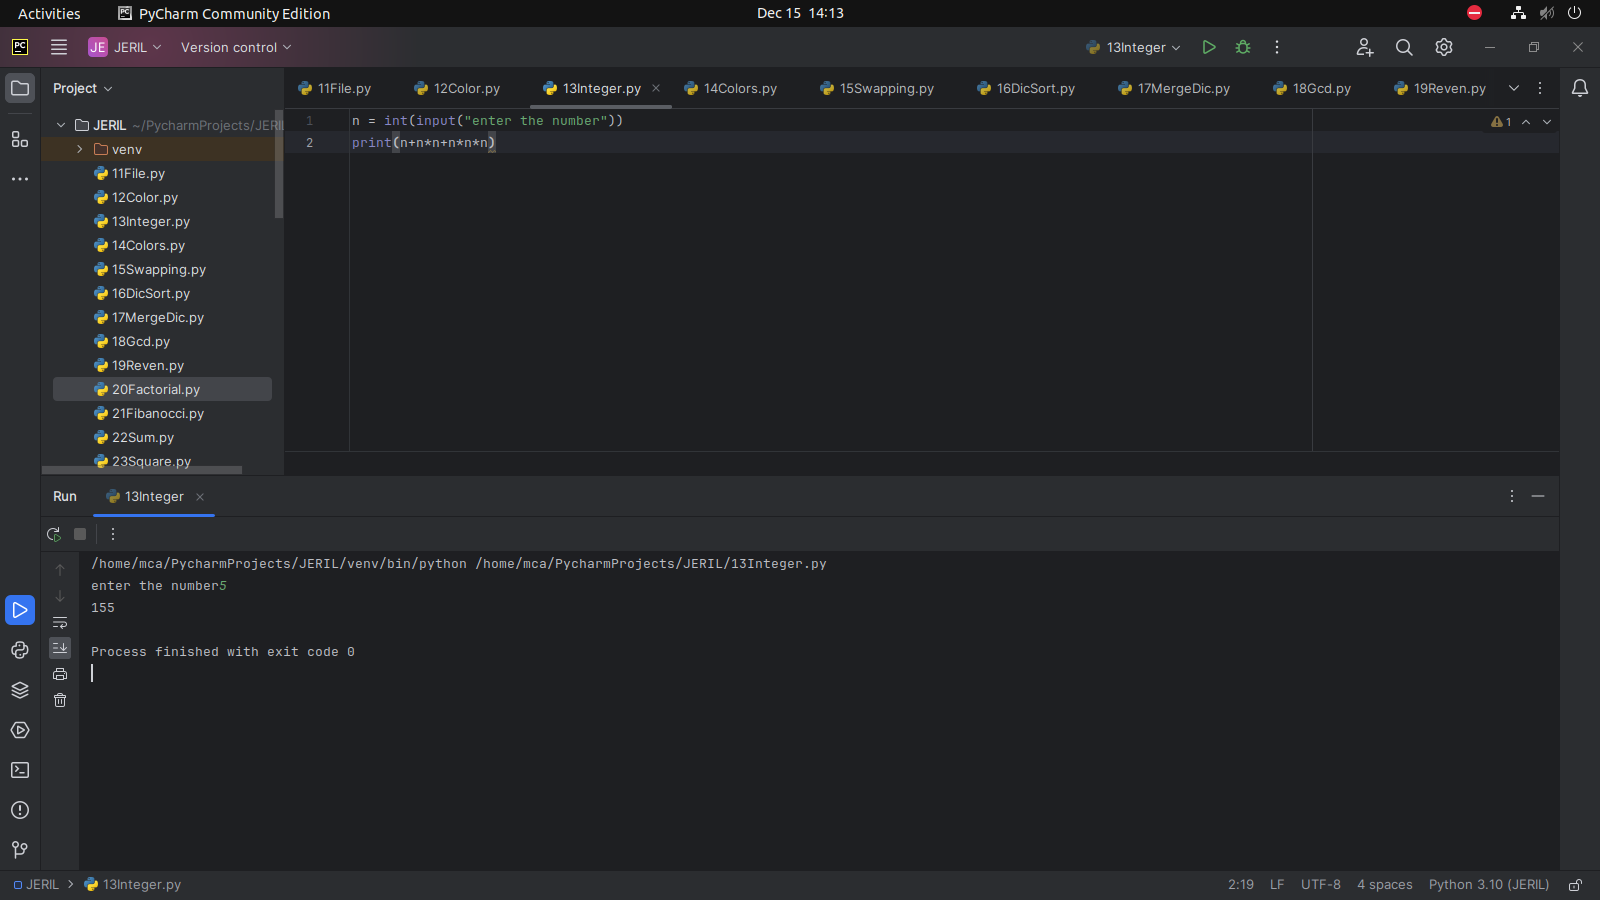 Activities PyCharm Community Edition Dec 15 14:13
PC JE JERIL Version control 13Integer
Project 11File.py 12Color.py 13Integer.py 14Colors.py 15Swapping.py 16DicSort.py 17MergeDic.py 18Gcd.py 19Reven.py
JERIL ~/PycharmProjects/JERI
venv
11File.py
12Color.py
13Integer.py
14Colors.py
15Swapping.py
16DicSort.py
17MergeDic.py
18Gcd.py
19Reven.py
20Factorial.py
21Fibanocci.py
22Sum.py
23Square.py
1 n = int(input("enter the number")) 1
2 print(n+n*n+n*n*n)
Run 13Integer
/home/mca/PycharmProjects/JERIL/venv/bin/python /home/mca/PycharmProjects/JERIL/13Integer.py
enter the number5
155
Process finished with exit code 0
JERIL 13Integer.py 2:19 LF UTF-8 4 spaces Python 3.10 (JERIL)